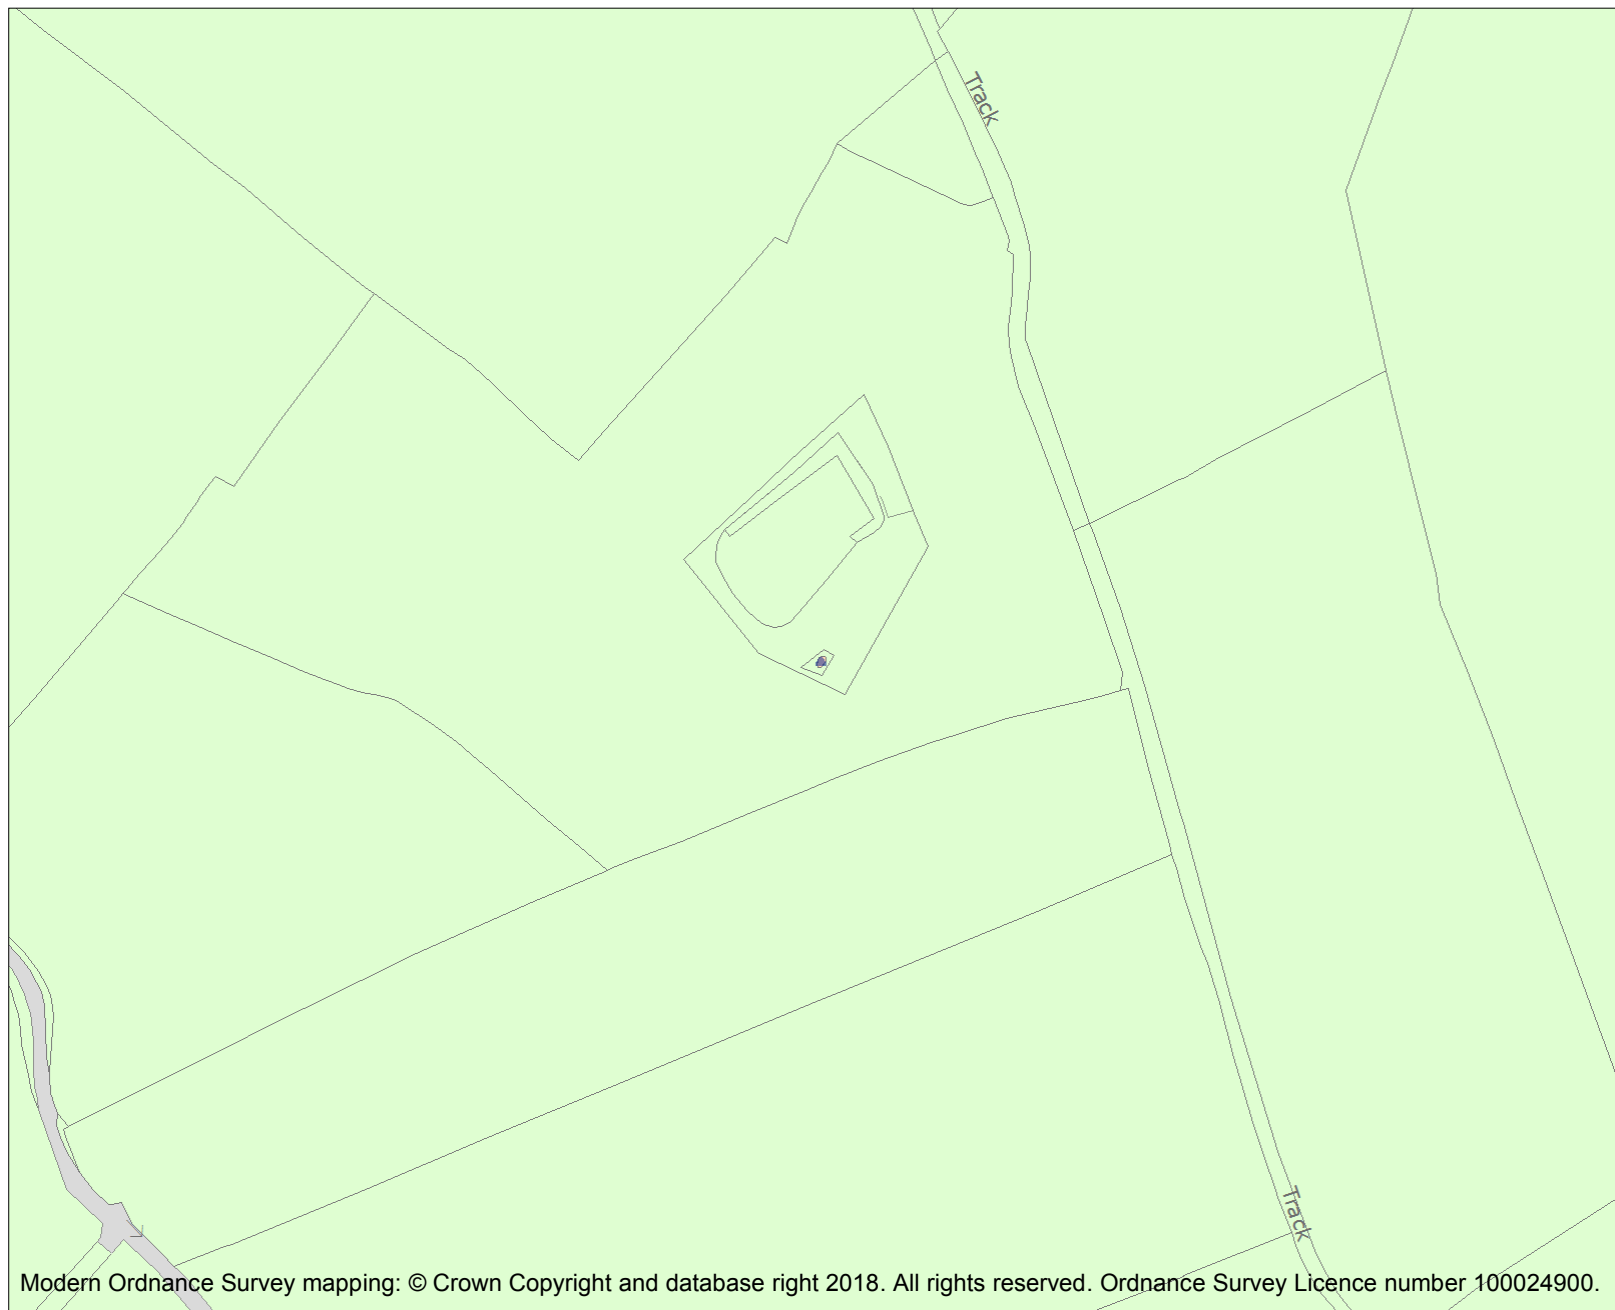 Track
Track
Modern Ordnance Survey mapping: © Crown Copyright and database right 2018. All rights reserved. Ordnance Survey Licence number 100024900.